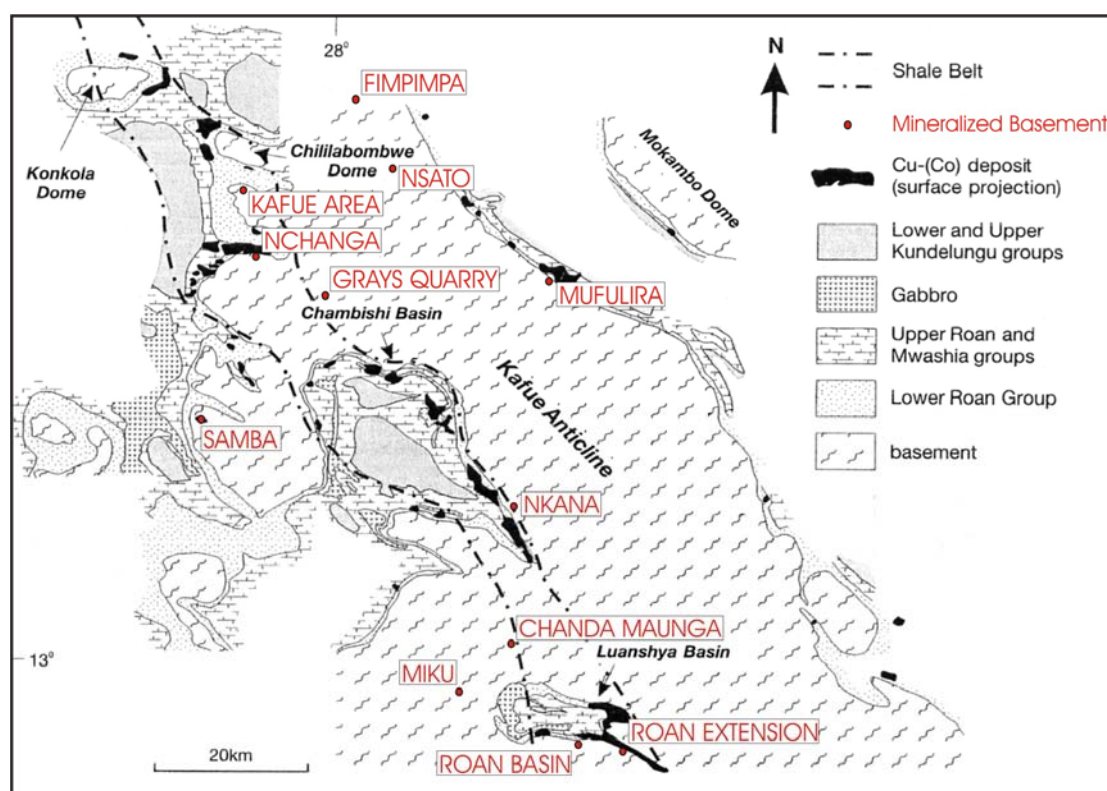 28°
N
Shale Belt
Mineralized Basement
Cu-(Co) deposit
(surface projection)
Lower and Upper
Kundelungu groups
Gabbro
Upper Roan and
Mwashia groups
Lower Roan Group
basement
FIMPIMPA
Konkola
Dome
Chililabombwe
Dome
NSATO
Mokambo Dome
KAFUE AREA
NCHANGA
GRAYS QUARRY
Chambishi Basin
MUFULIRA
Kafue Anticline
SAMBA
NKANA
CHANDA MAUNGA
Luanshya Basin
13°
MIKU
ROAN EXTENSION
ROAN BASIN
20km